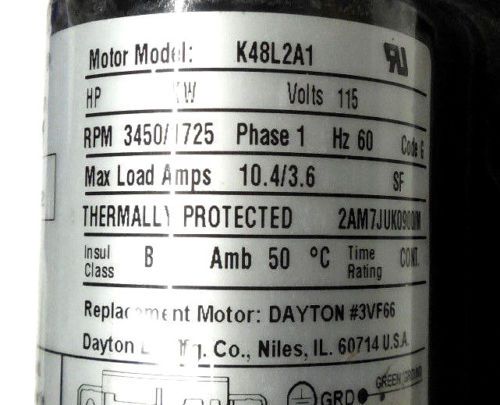 Motor Model: K48L2A1
HP KW Volts 115
RPM 3450/1725 Phase 1 Hz 60 Code 6
Max Load Amps 10.4/3.6 SF
THERMALLY PROTECTED
Insul Class B Amb 50 °C Time Rating CONT.
Replacement Motor: DAYTON #3VF66
Dayton Co., Niles, IL. 60714 U.S.A.
GRD GREEN GROUND